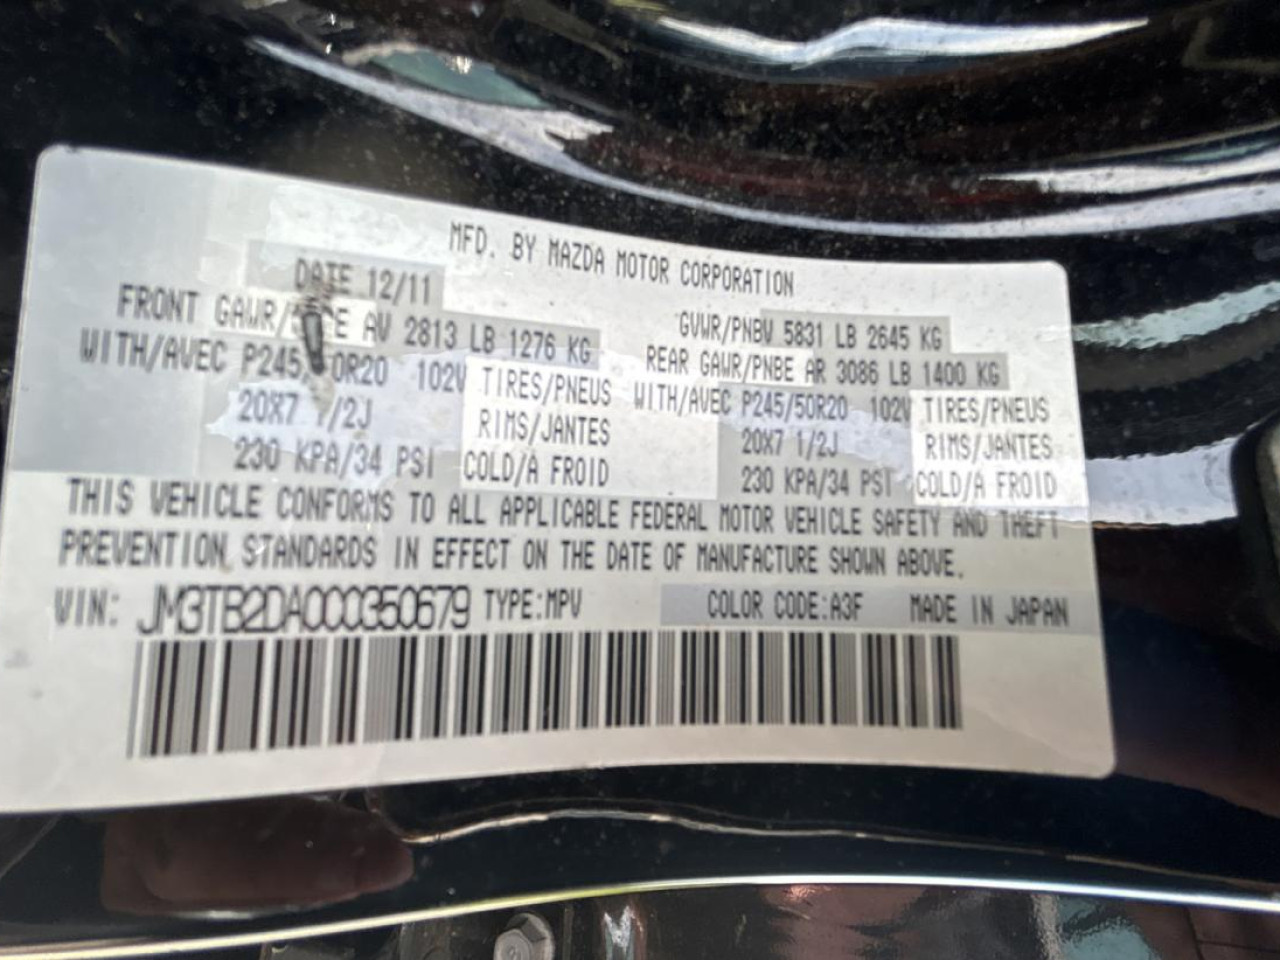 MFD. BY MAZDA MOTOR CORPORATION
DATE 12/11 GVWR/PNBV 5831 LB 2645 KG
FRONT AV 2813 LB 1276 KG REAR GAWR/PNBE AR 3086 LB 1400 KG
WITH/AVEC 102V TIRES/PNEUS WITH/AVEC P245/50R20 102V TIRES/PNEUS
20X7 1/2J RIMS/JANTES 20X7 1/2J RIMS/JANTES
230 KPA/34 PSI COLD/A FROID 230 KPA/34 PSI COLD/A FROID
THIS VEHICLE CONFORMS TO ALL APPLICABLE FEDERAL MOTOR VEHICLE SAFETY AND THEFT
PREVENTION STANDARDS IN EFFECT ON THE DATE OF MANUFACTURE SHOWN ABOVE.
VIN: JM3TB2DA0C0350679 TYPE:MPV COLOR CODE:A3F MADE IN JAPAN